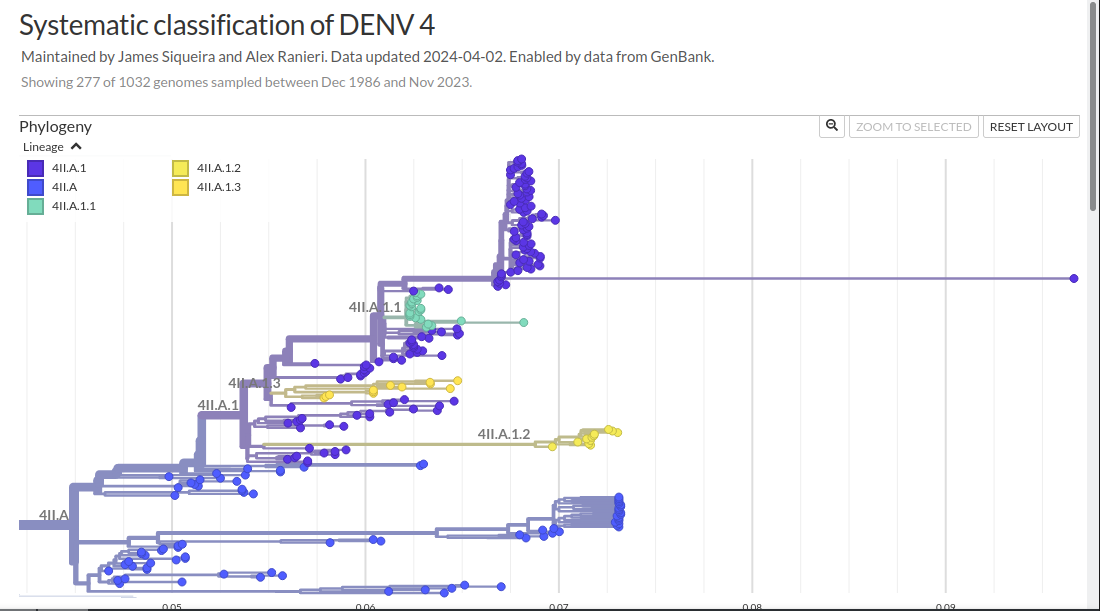 Systematic classification of DENV 4
Maintained by James Siqueira and Alex Ranieri. Data updated 2024-04-02. Enabled by data from GenBank.
Showing 277 of 1032 genomes sampled between Dec 1986 and Nov 2023.
Phylogeny
ZOOM TO SELECTED
RESET LAYOUT
Lineage
4II.A.1
4II.A.1.2
4II.A
4II.A.1.3
4II.A.1.1
4II.A.1.1
4II.A.1.3
4II.A.1
4II.A.1.2
4II.A
0.05 0.06 0.07 0.08 0.09